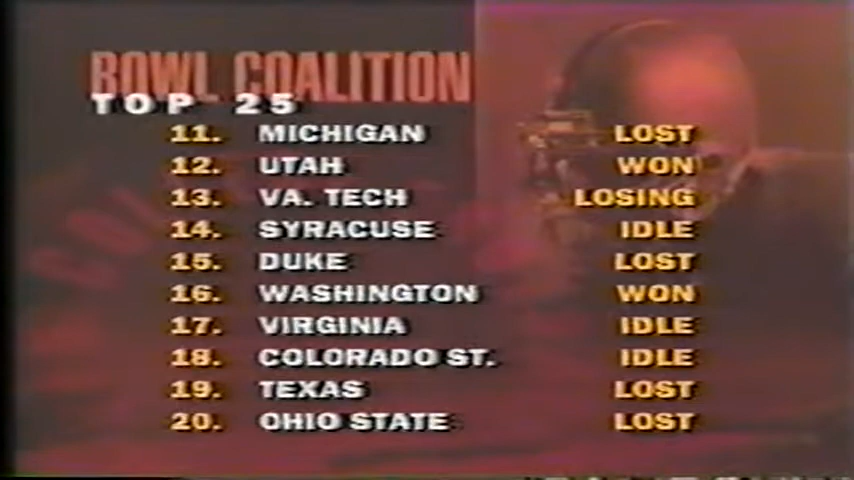 BOWL COALITION
TOP 25
11. MICHIGAN LOST
12. UTAH WON
13. VA. TECH LOSING
14. SYRACUSE IDLE
15. DUKE LOST
16. WASHINGTON WON
17. VIRGINIA IDLE
18. COLORADO ST. IDLE
19. TEXAS LOST
20. OHIO STATE LOST